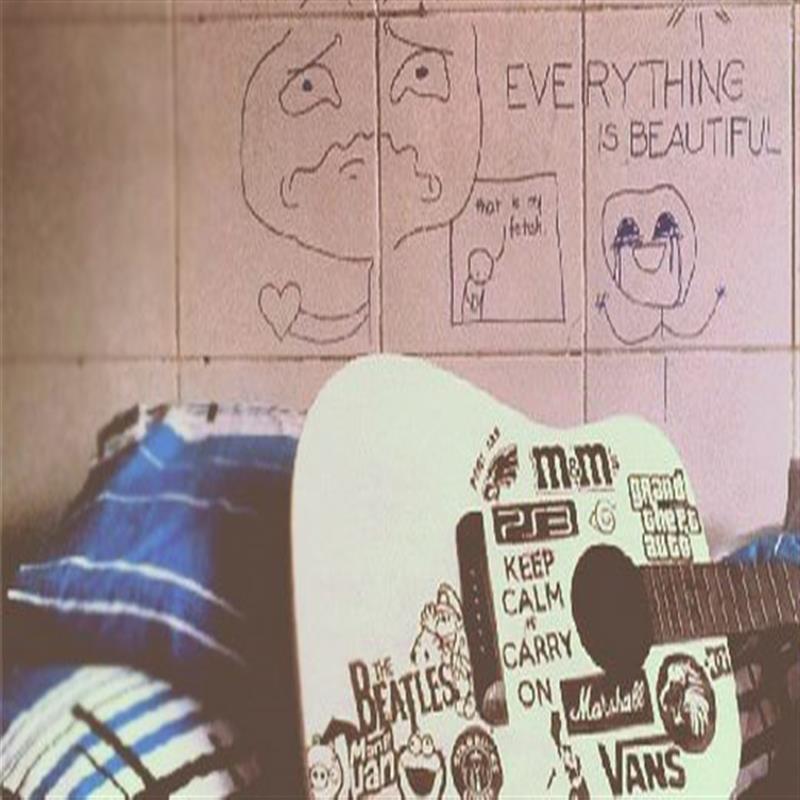 EVERYTHING
IS BEAUTIFUL
that is my
fetish.
m&m's
PS3
grand
theft
auto
KEEP
CALM
CARRY
ON
THE
BEATLES
Marshall
VANS